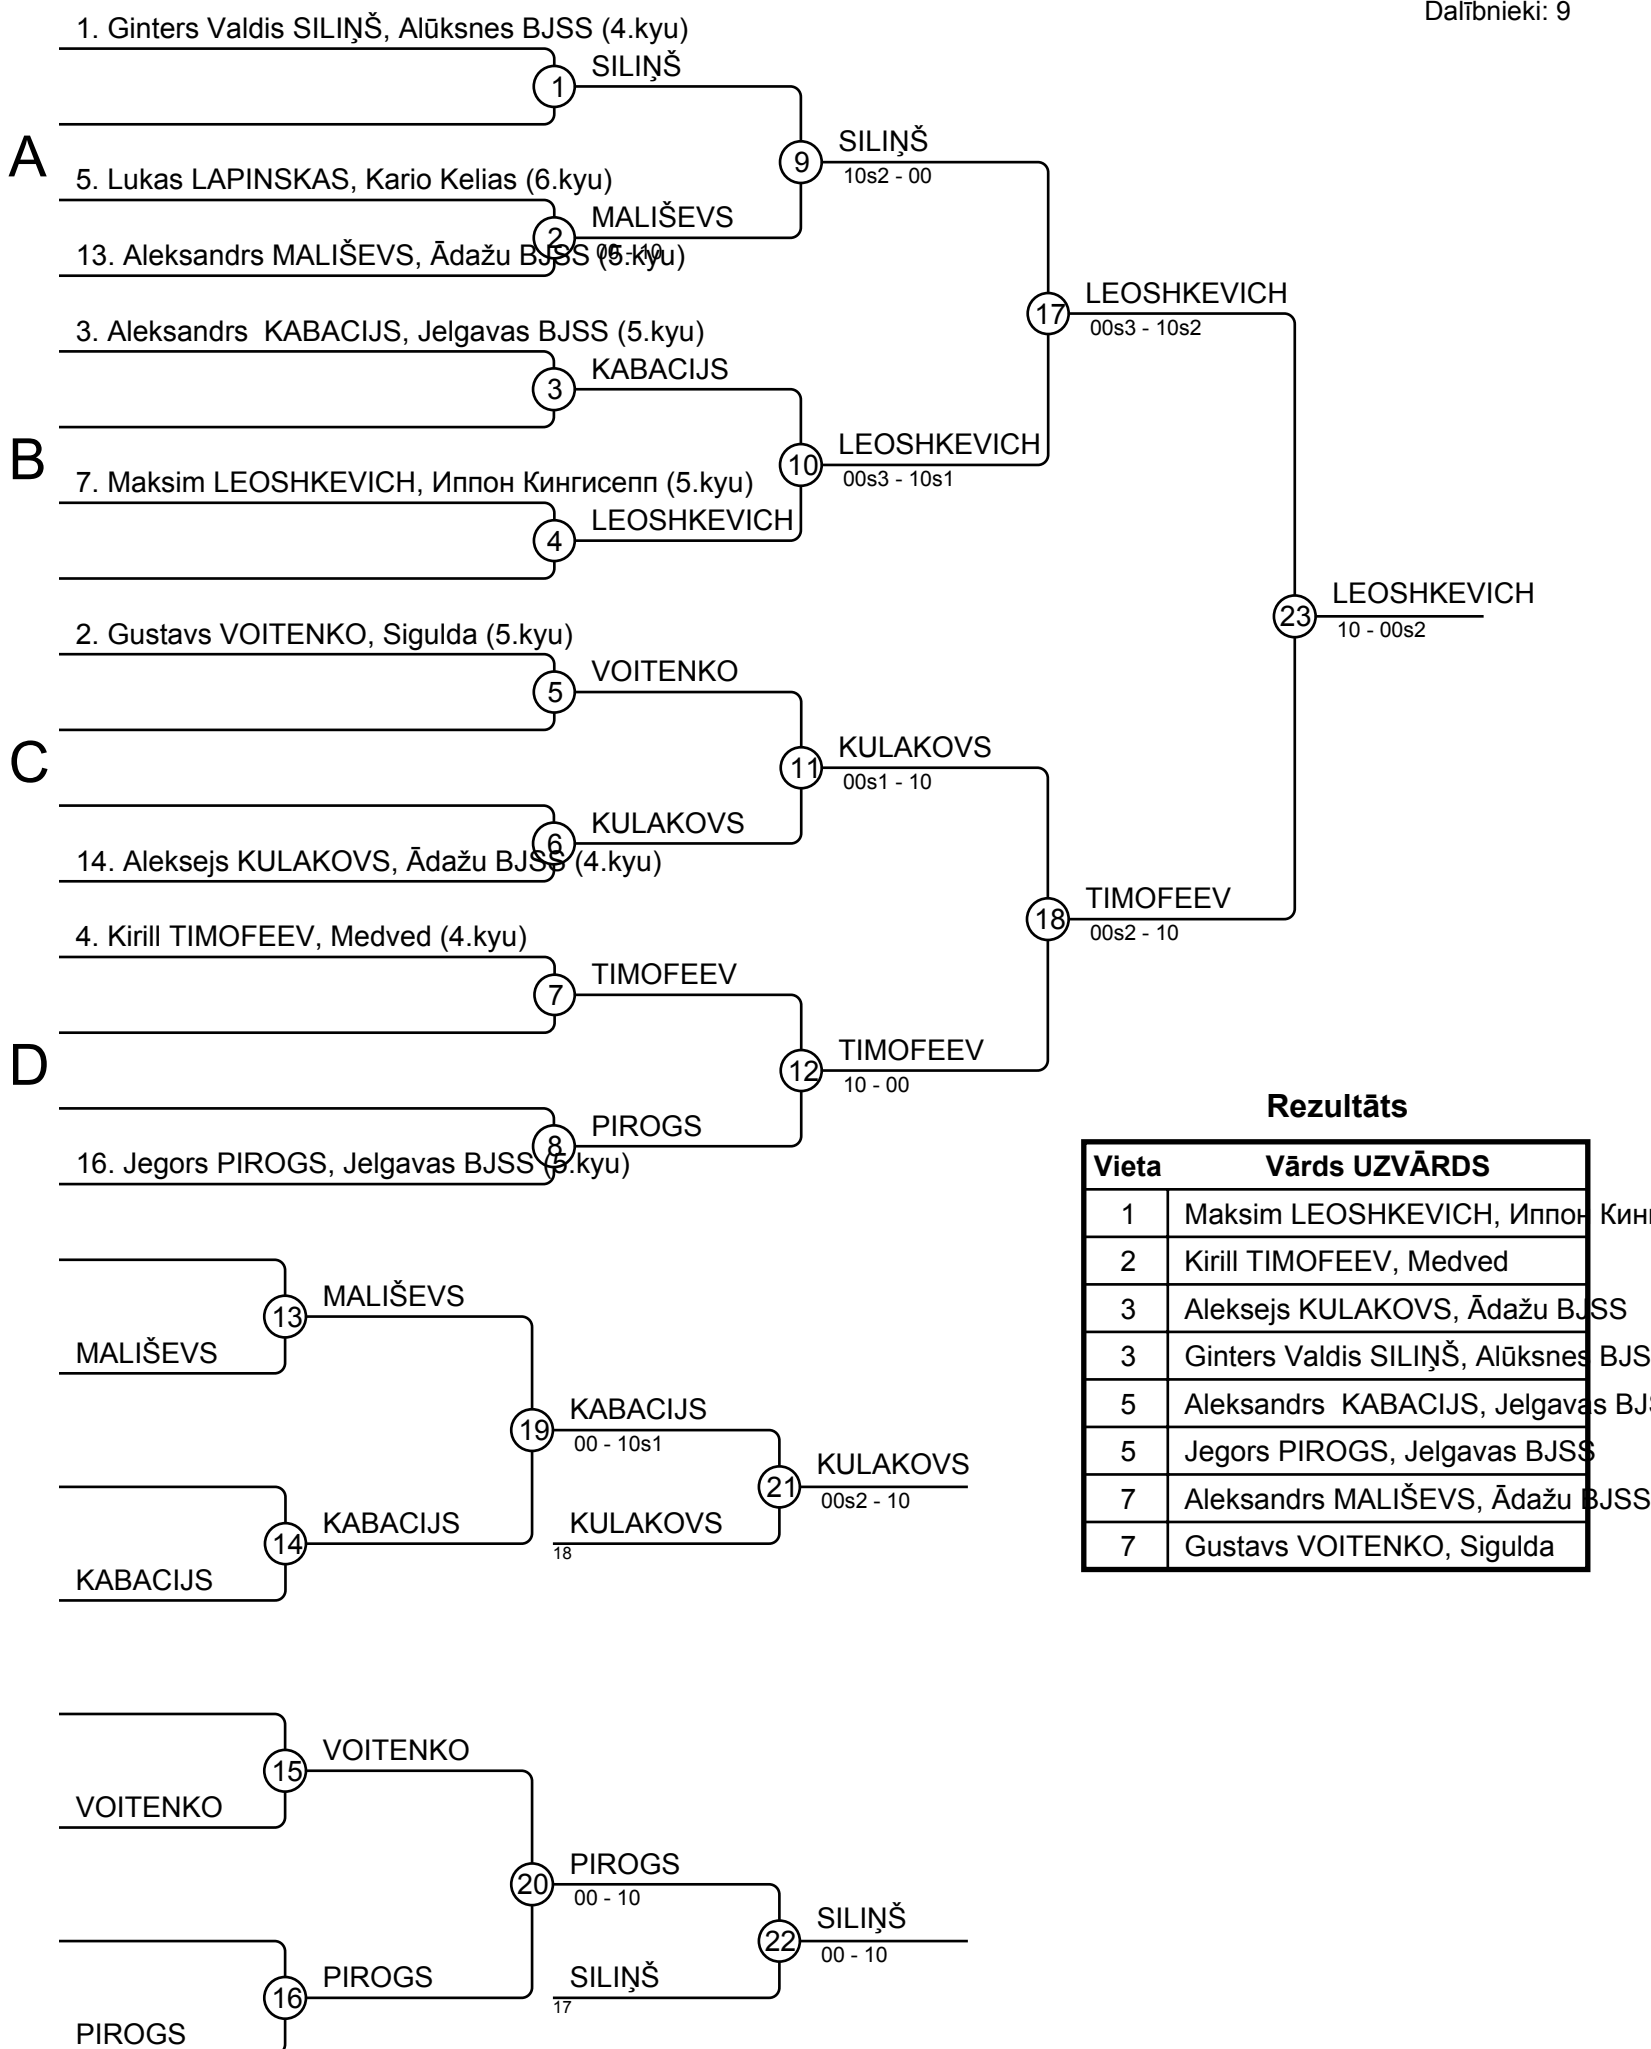 Dalībnieki: 9
1. Ginters Valdis SILIŅŠ, Alūksnes BJSS (4.kyu)
1
SILIŅŠ
A
5. Lukas LAPINSKAS, Kario Kelias (6.kyu)
2
MALIŠEVS
00 - 10
13. Aleksandrs MALIŠEVS, Ādažu BJSS (5.kyu)
9
SILIŅŠ
10s2 - 00
3. Aleksandrs  KABACIJS, Jelgavas BJSS (5.kyu)
3
KABACIJS
B
7. Maksim LEOSHKEVICH, Иппон Кингисепп (5.kyu)
4
LEOSHKEVICH
10
LEOSHKEVICH
00s3 - 10s1
17
LEOSHKEVICH
00s3 - 10s2
2. Gustavs VOITENKO, Sigulda (5.kyu)
5
VOITENKO
C
6
KULAKOVS
14. Aleksejs KULAKOVS, Ādažu BJSS (4.kyu)
11
KULAKOVS
00s1 - 10
4. Kirill TIMOFEEV, Medved (4.kyu)
7
TIMOFEEV
D
8
PIROGS
16. Jegors PIROGS, Jelgavas BJSS (5.kyu)
12
TIMOFEEV
10 - 00
18
TIMOFEEV
00s2 - 10
23
LEOSHKEVICH
10 - 00s2
13
MALIŠEVS
MALIŠEVS
14
KABACIJS
KABACIJS
19
KABACIJS
00 - 10s1
KULAKOVS
18
21
KULAKOVS
00s2 - 10
15
VOITENKO
VOITENKO
16
PIROGS
PIROGS
20
PIROGS
00 - 10
SILIŅŠ
17
22
SILIŅŠ
00 - 10
Rezultāts
Vieta Vārds UZVĀRDS
1 Maksim LEOSHKEVICH, Иппон
2 Kirill TIMOFEEV, Medved
3 Aleksejs KULAKOVS, Ādažu BJSS
3 Ginters Valdis SILIŅŠ, Alūksnes BJS
5 Aleksandrs  KABACIJS, Jelgavas BJ
5 Jegors PIROGS, Jelgavas BJSS
7 Aleksandrs MALIŠEVS, Ādažu BJSS
7 Gustavs VOITENKO, Sigulda